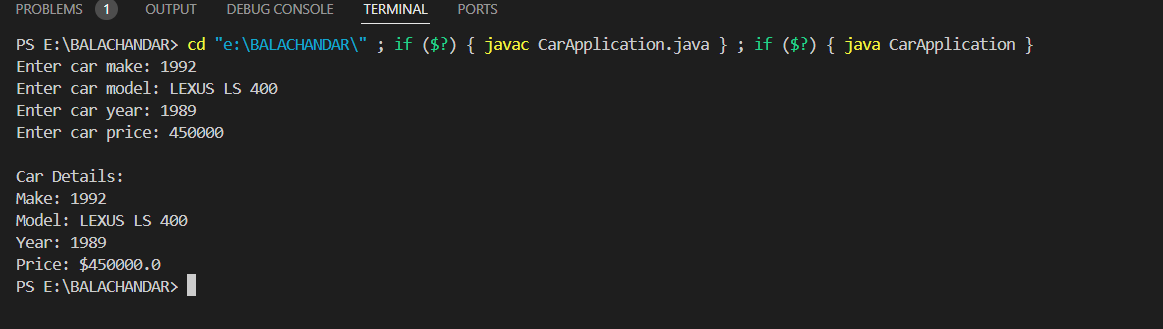 PROBLEMS 1 OUTPUT DEBUG CONSOLE TERMINAL PORTS
PS E:\BALACHANDAR> cd "e:\BALACHANDAR\" ; if ($?) { javac CarApplication.java } ; if ($?) { java CarApplication }
Enter car make: 1992
Enter car model: LEXUS LS 400
Enter car year: 1989
Enter car price: 450000
Car Details:
Make: 1992
Model: LEXUS LS 400
Year: 1989
Price: $450000.0
PS E:\BALACHANDAR>